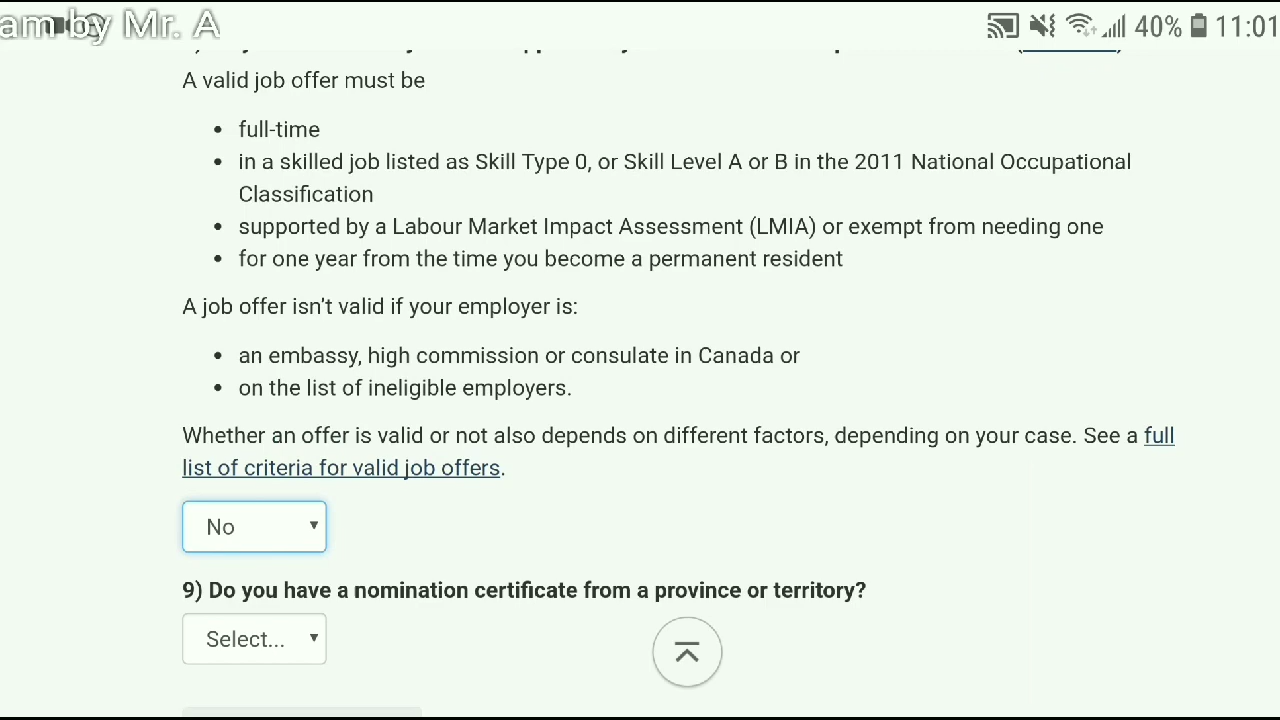 by Mr. A
40% 11:01
A valid job offer must be
• full-time
• in a skilled job listed as Skill Type 0, or Skill Level A or B in the 2011 National Occupational
Classification
• supported by a Labour Market Impact Assessment (LMIA) or exempt from needing one
• for one year from the time you become a permanent resident
A job offer isn't valid if your employer is:
• an embassy, high commission or consulate in Canada or
• on the list of ineligible employers.
Whether an offer is valid or not also depends on different factors, depending on your case. See a full
list of criteria for valid job offers.
No
9) Do you have a nomination certificate from a province or territory?
Select...